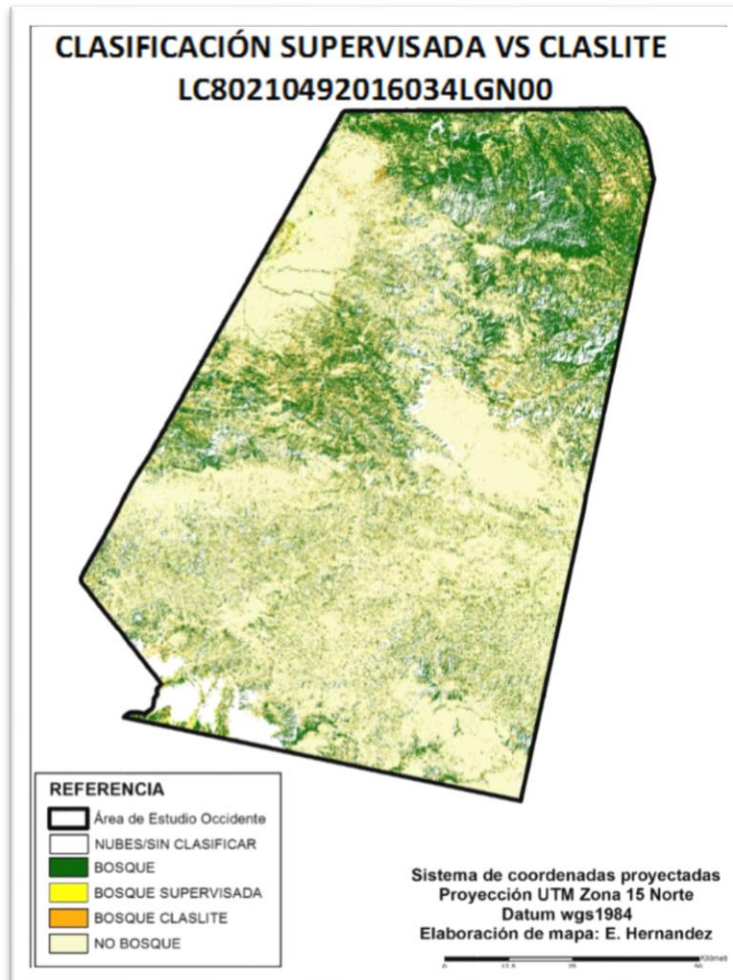 CLASIFICACIÓN SUPERVISADA VS CLASLITE
LC80210492016034LGN00
REFERENCIA
Área de Estudio Occidente
NUBES/SIN CLASIFICAR
BOSQUE
BOSQUE SUPERVISADA
BOSQUE CLASLITE
NO BOSQUE
Sistema de coordenadas proyectadas
Proyección UTM Zona 15 Norte
Datum wgs1984
Elaboración de mapa: E. Hernandez